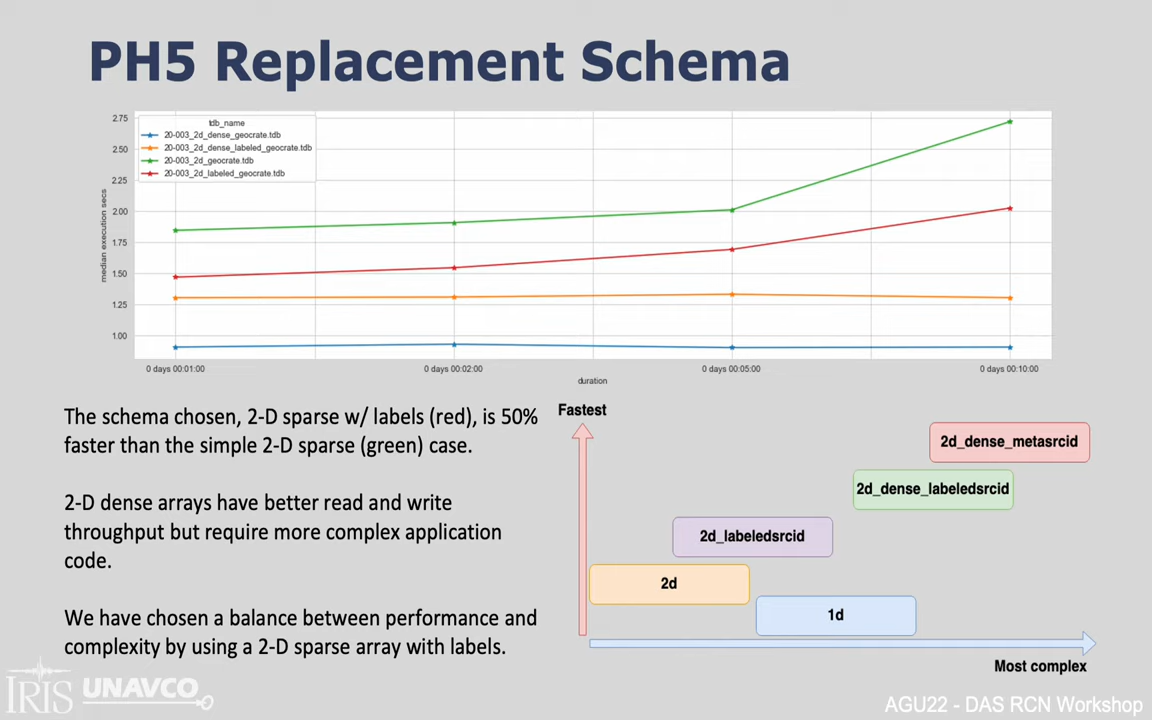 PH5 Replacement Schema
tdb_name
20-003_2d_dense_geocrate.tdb
20-003_2d_dense_labeled_geocrate.tdb
20-003_2d_geocrate.tdb
20-003_2d_labeled_geocrate.tdb
2.75
2.50
2.25
2.00
1.75
1.50
1.25
1.00
median execution secs
0 days 00:01:00
0 days 00:02:00
0 days 00:05:00
0 days 00:10:00
duration
The schema chosen, 2-D sparse w/ labels (red), is 50%
faster than the simple 2-D sparse (green) case.
2-D dense arrays have better read and write
throughput but require more complex application
code.
We have chosen a balance between performance and
complexity by using a 2-D sparse array with labels.
Fastest
2d_dense_metasrcid
2d_dense_labeledsrcid
2d_labeledsrcid
2d
1d
Most complex
IRIS
UNAVCO
AGU22 - DAS RCN Workshop